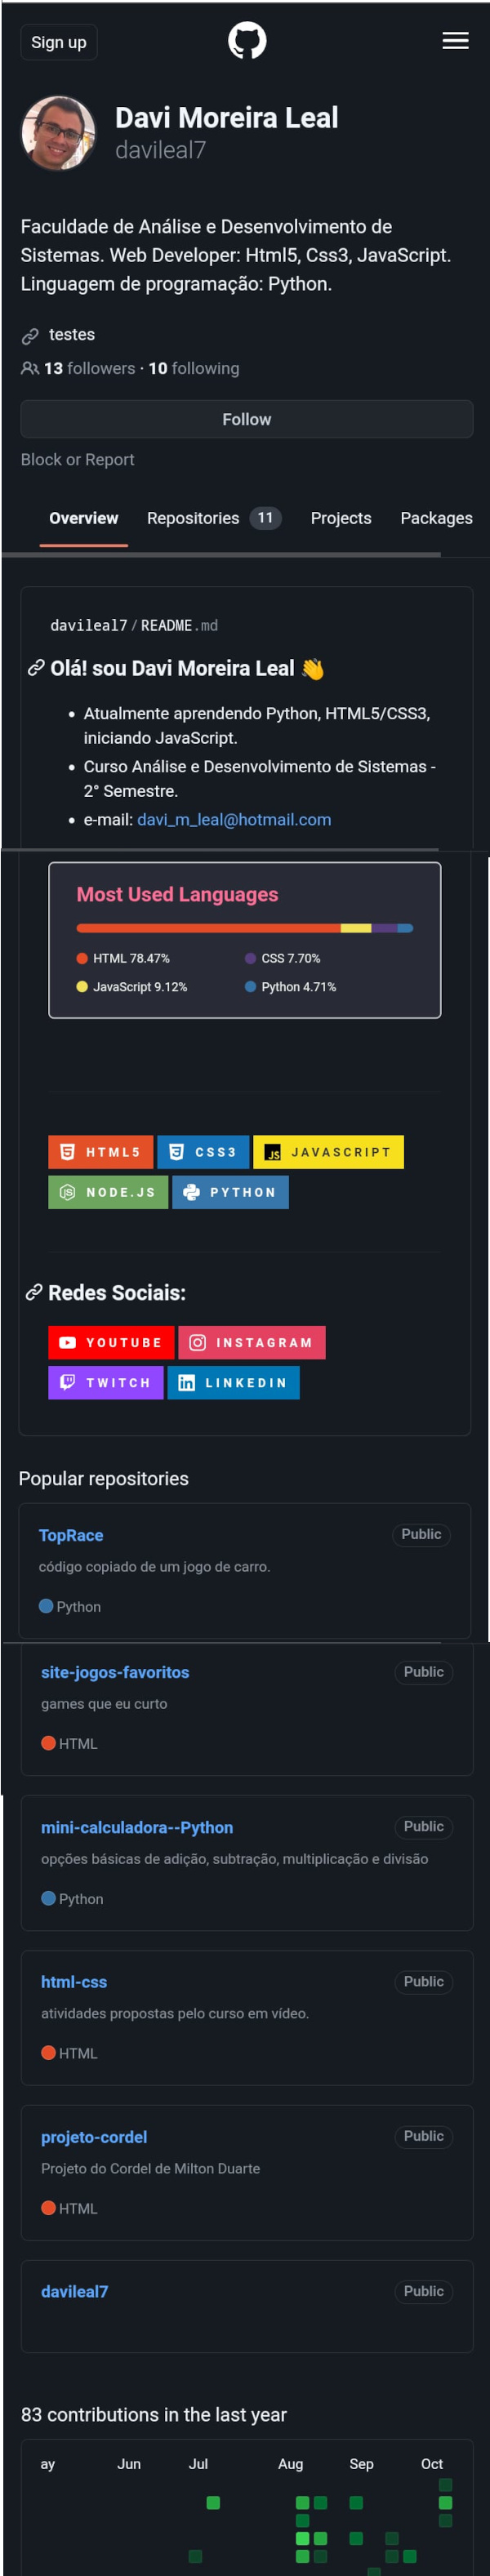 Sign up
Davi Moreira Leal
davileal7
Faculdade de Análise e Desenvolvimento de
Sistemas. Web Developer: Html5, Css3, JavaScript.
Linguagem de programação: Python.
testes
13 followers · 10 following
Follow
Block or Report
Overview Repositories 11 Projects Packages
davileal7 / README.md
Olá! sou Davi Moreira Leal 👋
• Atualmente aprendendo Python, HTML5/CSS3,
iniciando JavaScript.
• Curso Análise e Desenvolvimento de Sistemas -
2° Semestre.
• e-mail: davi_m_leal@hotmail.com
Most Used Languages
HTML 78.47% CSS 7.70%
JavaScript 9.12% Python 4.71%
HTML5 CSS3 JS JAVASCRIPT
NODE.JS PYTHON
Redes Sociais:
YOUTUBE INSTAGRAM
TWITCH LINKEDIN
Popular repositories
TopRace Public
código copiado de um jogo de carro.
Python
site-jogos-favoritos Public
games que eu curto
HTML
mini-calculadora--Python Public
opções básicas de adição, subtração, multiplicação e divisão
Python
html-css Public
atividades propostas pelo curso em vídeo.
HTML
projeto-cordel Public
Projeto do Cordel de Milton Duarte
HTML
davileal7 Public
83 contributions in the last year
ay Jun Jul Aug Sep Oct